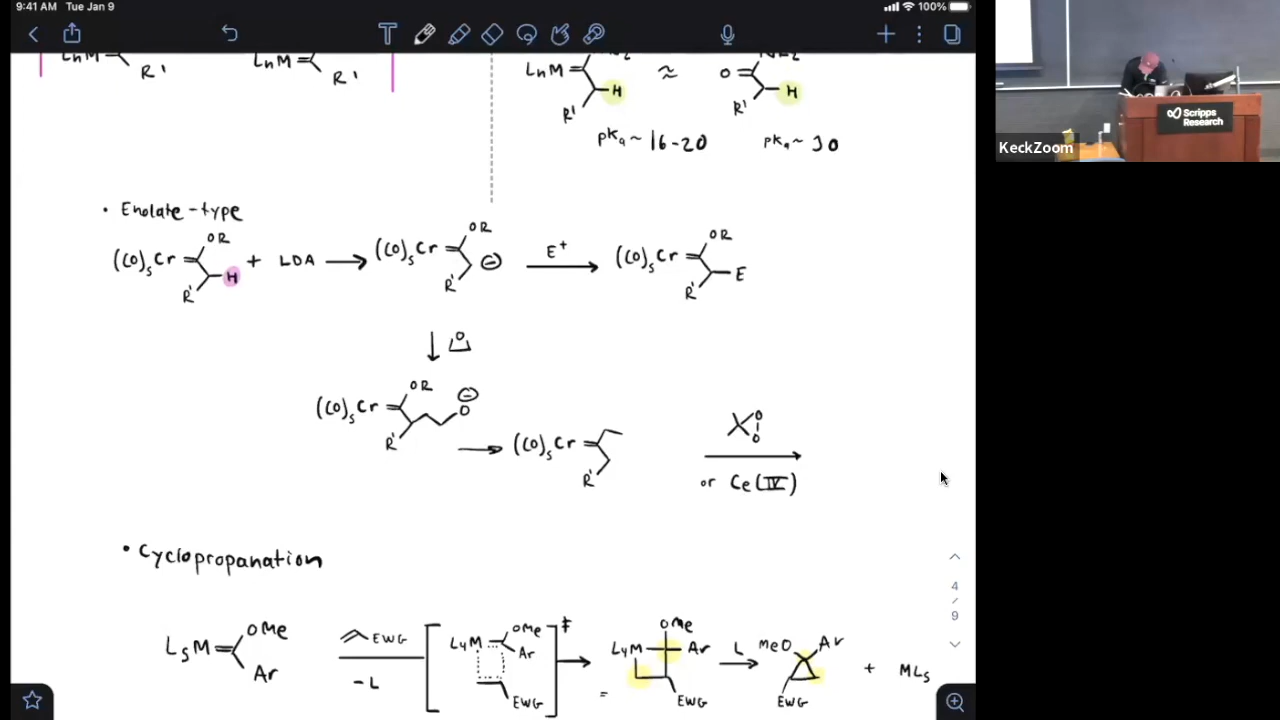 9:41 AM Tue Jan 9 100%
LnM R' LnM R'
LnM ≈ O
H H
R' R'
pKa ~ 16-20 pKa ~ 30
Scripps Research
KeckZoom
• Enolate-type
(CO)5Cr OR H R' + LDA → (CO)5Cr OR ⊖ R' E+ → (CO)5Cr OR E R'
↓ O
(CO)5Cr OR O ⊖ R' → (CO)5Cr R' O O
or Ce(IV)
• Cyclopropanation
4
/
9
L5M OMe Ar EWG -L [ L4M OMe Ar EWG ]‡ → L4M OMe Ar EWG L → MeO Ar EWG + ML5